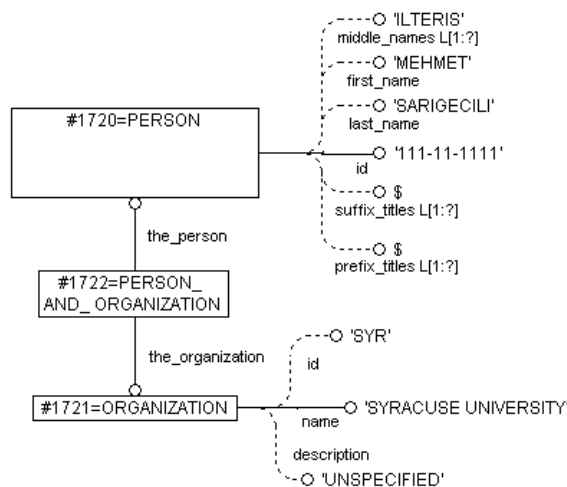 'ILTERIS'
middle_names L[1:?]
'MEHMET'
first_name
#1720=PERSON
'SARIGECILI'
last_name
'111-11-1111'
id
$
suffix_titles L[1:?]
the_person
$
prefix_titles L[1:?]
#1722=PERSON_
AND_ ORGANIZATION
'SYR'
the_organization
id
#1721=ORGANIZATION
'SYRACUSE UNIVERSITY'
name
description
'UNSPECIFIED'